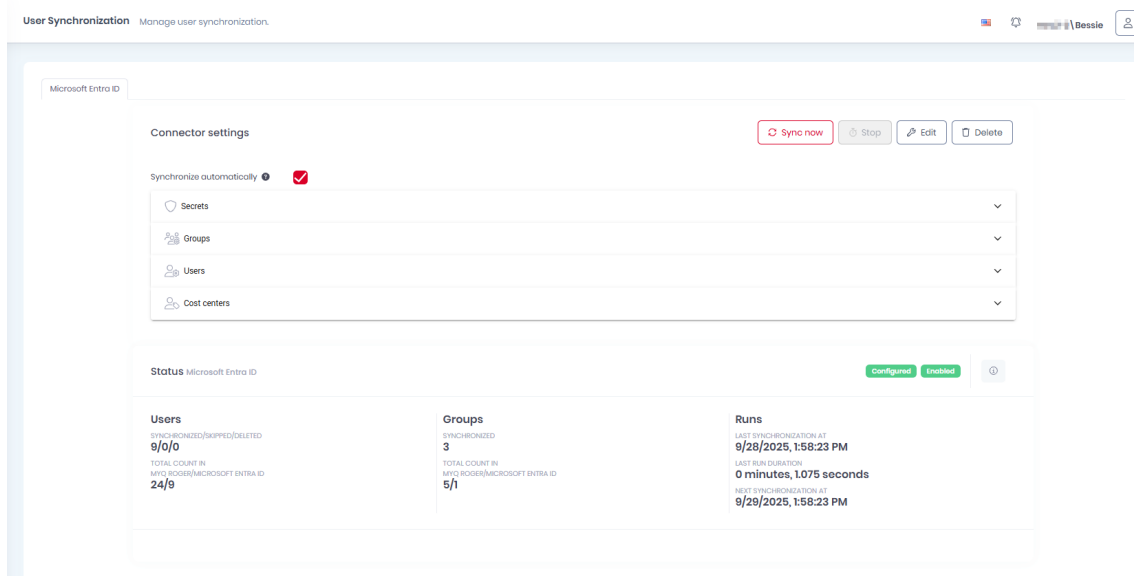 User Synchronization Manage user synchronization.
\Bessie
Microsoft Entra ID
Connector settings
Sync now
Stop
Edit
Delete
Synchronize automatically
Secrets
Groups
Users
Cost centers
Status Microsoft Entra ID
Configured
Enabled
Users
SYNCHRONIZED/SKIPPED/DELETED
9/0/0
TOTAL COUNT IN
MYQ ROGER/MICROSOFT ENTRA ID
24/9
Groups
SYNCHRONIZED
3
TOTAL COUNT IN
MYQ ROGER/MICROSOFT ENTRA ID
5/1
Runs
LAST SYNCHRONIZATION AT
9/28/2025, 1:58:23 PM
LAST RUN DURATION
0 minutes, 1.075 seconds
NEXT SYNCHRONIZATION AT
9/29/2025, 1:58:23 PM